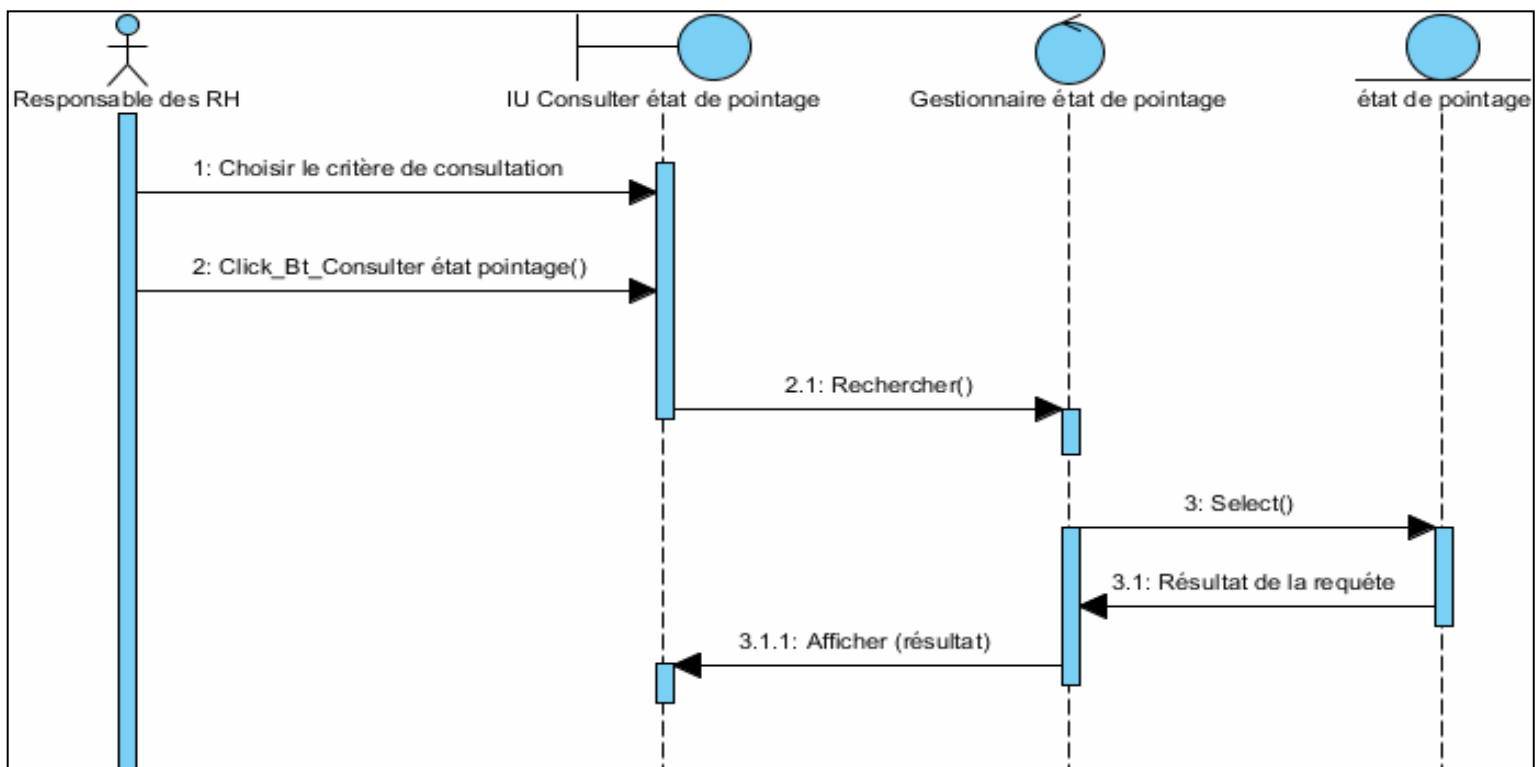 Responsable des RH
IU Consulter état de pointage
Gestionnaire état de pointage
état de pointage
1: Choisir le critère de consultation
2: Click_Bt_Consulter état pointage()
2.1: Rechercher()
3: Select()
3.1: Résultat de la requéte
3.1.1: Afficher (résultat)